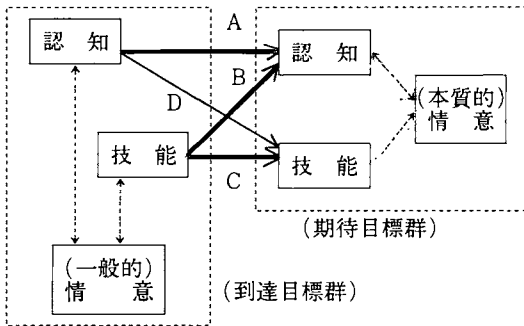 A
認 知
認 知
B
D
(本質的)
情 意
技 能
技 能
C
(期待目標群)
(一般的)
情 意
(到達目標群)